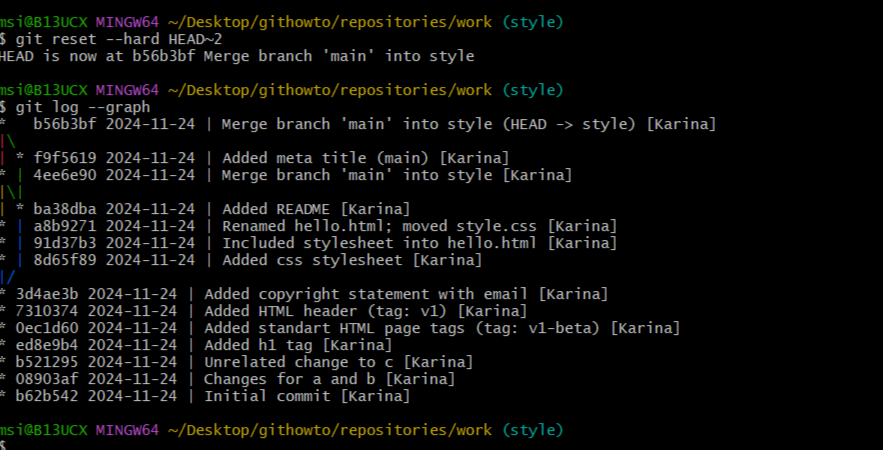 msi@B13UCX MINGW64 ~/Desktop/githowto/repositories/work (style)
$ git reset --hard HEAD~2
HEAD is now at b56b3bf Merge branch 'main' into style
msi@B13UCX MINGW64 ~/Desktop/githowto/repositories/work (style)
$ git log --graph
*   b56b3bf 2024-11-24 | Merge branch 'main' into style (HEAD -> style) [Karina]
|\
| * f9f5619 2024-11-24 | Added meta title (main) [Karina]
* | 4ee6e90 2024-11-24 | Merge branch 'main' into style [Karina]
|\|
| * ba38dba 2024-11-24 | Added README [Karina]
* | a8b9271 2024-11-24 | Renamed hello.html; moved style.css [Karina]
* | 91d37b3 2024-11-24 | Included stylesheet into hello.html [Karina]
* | 8d65f89 2024-11-24 | Added css stylesheet [Karina]
|/
* 3d4ae3b 2024-11-24 | Added copyright statement with email [Karina]
* 7310374 2024-11-24 | Added HTML header (tag: v1) [Karina]
* 0ec1d60 2024-11-24 | Added standart HTML page tags (tag: v1-beta) [Karina]
* ed8e9b4 2024-11-24 | Added h1 tag [Karina]
* b521295 2024-11-24 | Unrelated change to c [Karina]
* 08903af 2024-11-24 | Changes for a and b [Karina]
* b62b542 2024-11-24 | Initial commit [Karina]
msi@B13UCX MINGW64 ~/Desktop/githowto/repositories/work (style)
$